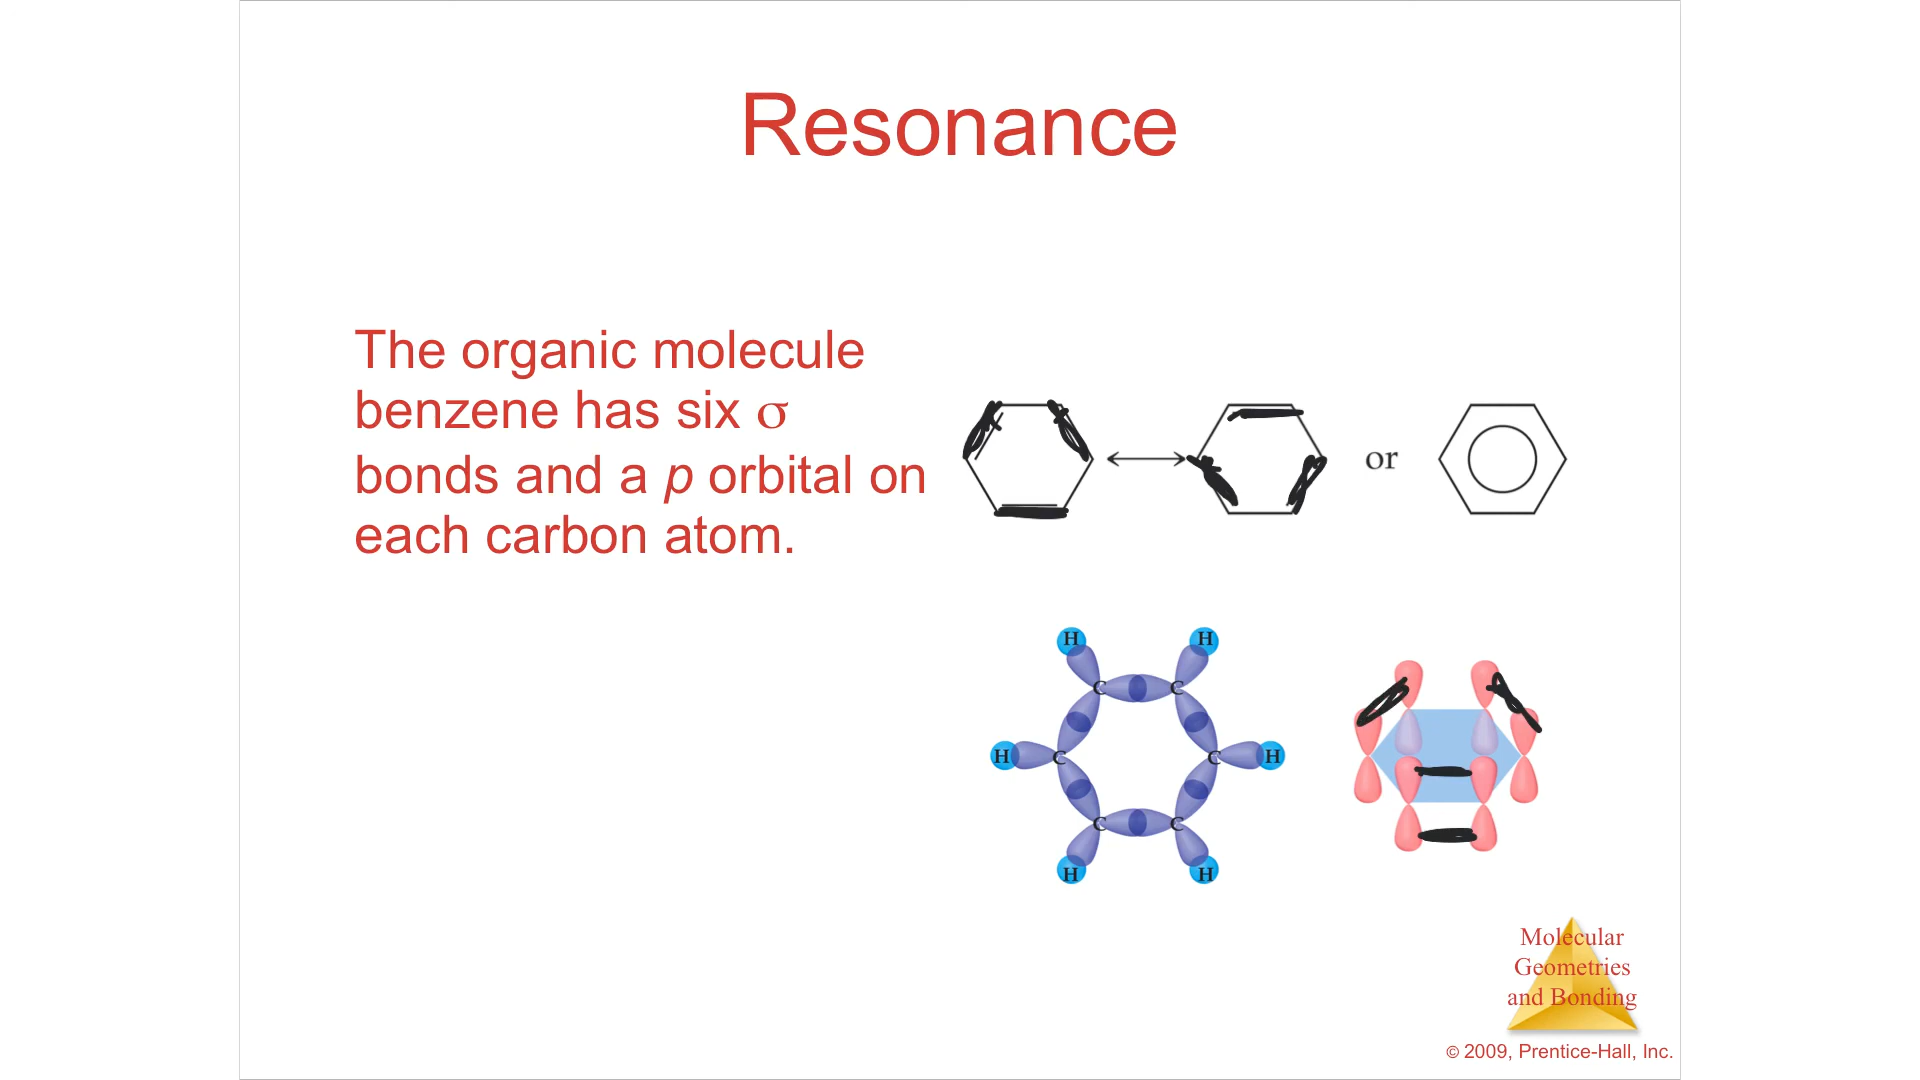 Resonance
The organic molecule
benzene has six σ
bonds and a p orbital on
each carbon atom.
or
H H
C C
H C C H
C C
H H
Molecular
Geometries
and Bonding
© 2009, Prentice-Hall, Inc.